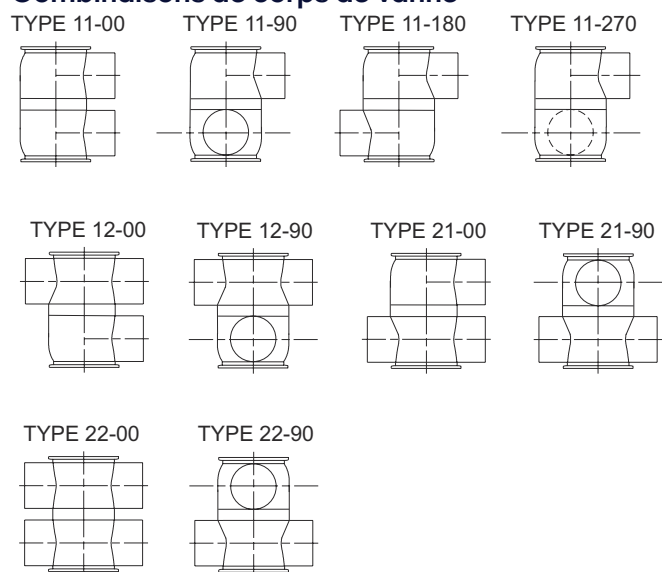 Combinaisons de corps de vanne
TYPE 11-00 TYPE 11-90 TYPE 11-180 TYPE 11-270
TYPE 12-00 TYPE 12-90 TYPE 21-00 TYPE 21-90
TYPE 22-00 TYPE 22-90